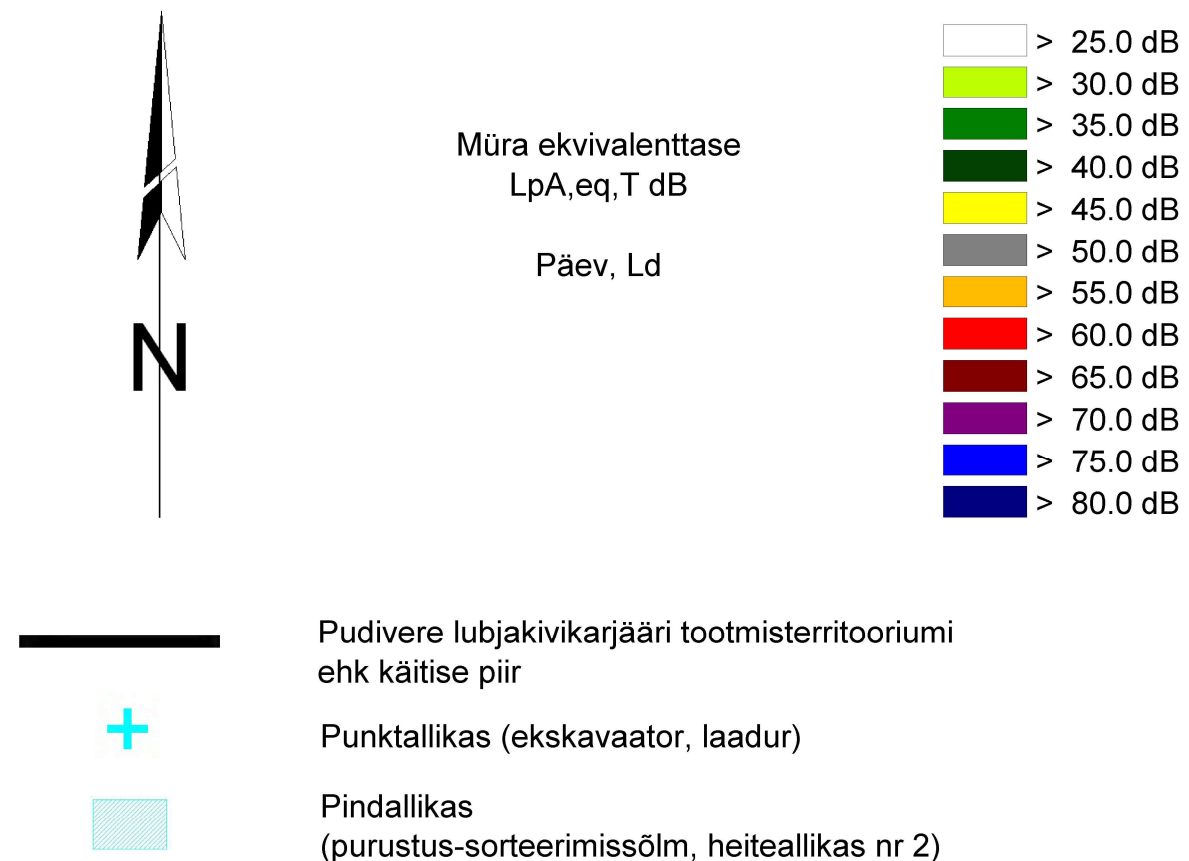 > 25.0 dB
> 30.0 dB
> 35.0 dB
> 40.0 dB
> 45.0 dB
> 50.0 dB
> 55.0 dB
> 60.0 dB
> 65.0 dB
> 70.0 dB
> 75.0 dB
> 80.0 dB
Müra ekvivalenttase
LpA,eq,T dB
Päev, Ld
N
Pudivere lubjakivikarjääri tootmisterritooriumi
ehk käitise piir
Punktallikas (ekskavaator, laadur)
Pindallikas
(purustus-sorteerimissõlm, heiteallikas nr 2)